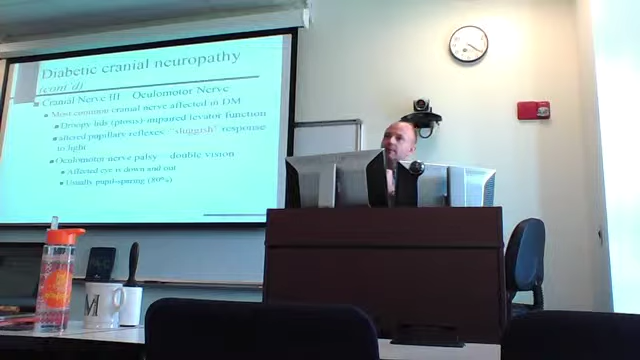 Diabetic cranial neuropathy
(cont'd)
Cranial Nerve III Oculomotor Nerve
Most common cranial nerve affected in DM
Droopy lids (ptosis)-impaired levator function
altered pupillary reflexes "sluggish" response
to light
Oculomotor nerve palsy double vision
Affected eye is down and out
Usually pupil-sparing (80%)
M